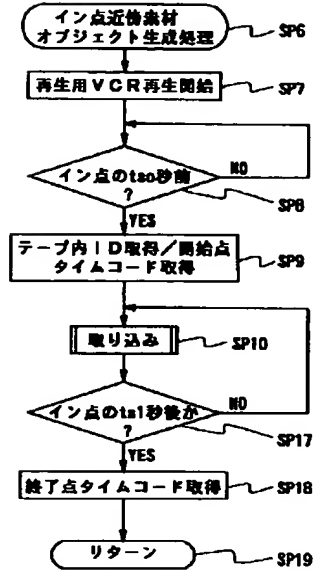 イン点近傍素材
オブジェクト生成処理
SP6
再生用VCR再生開始
SP7
イン点のtso秒前
?
NO
SP8
YES
テープ内ID取得/開始点
タイムコード取得
SP9
取り込み
SP10
イン点のts1秒後か
?
NO
SP17
YES
終了点タイムコード取得
SP18
リターン
SP19